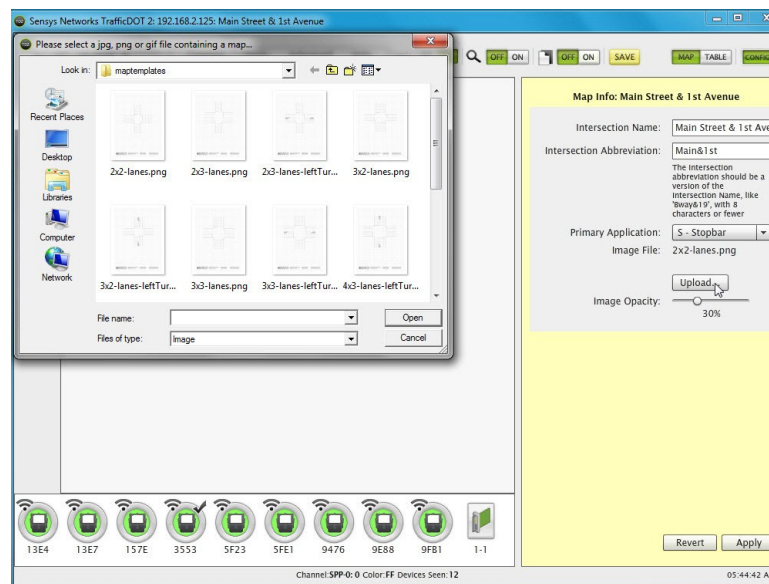 Sensys Networks TrafficDOT 2: 192.168.2.125: Main Street & 1st Avenue
Please select a jpg, png or gif file containing a map...
OFF ON
OFF ON
SAVE
MAP TABLE
Look in: maptemplates
Recent Places
Desktop
Libraries
Computer
Network
2x2-lanes.png
2x3-lanes.png
2x3-lanes-leftTur...
3x2-lanes.png
3x2-lanes-leftTur...
3x3-lanes.png
3x3-lanes-leftTur...
4x3-lanes-leftTur...
File name:
Open
Files of type: Image
Cancel
Map Info: Main Street & 1st Avenue
Intersection Name: Main Street & 1st Ave
Intersection Abbreviation: Main&1st
The Intersection
abbreviation should be a
version of the
Intersection Name, like
'Bway&19', with 8
characters or fewer
Primary Application: S - Stopbar
Image File: 2x2-lanes.png
Upload...
Image Opacity:
30%
13E4
13E7
157E
3553
5F23
5FE1
9476
9E88
9FB1
1-1
Revert
Apply
Channel:SPP-0: 0 Color:FF Devices Seen:12
05:44:42 A